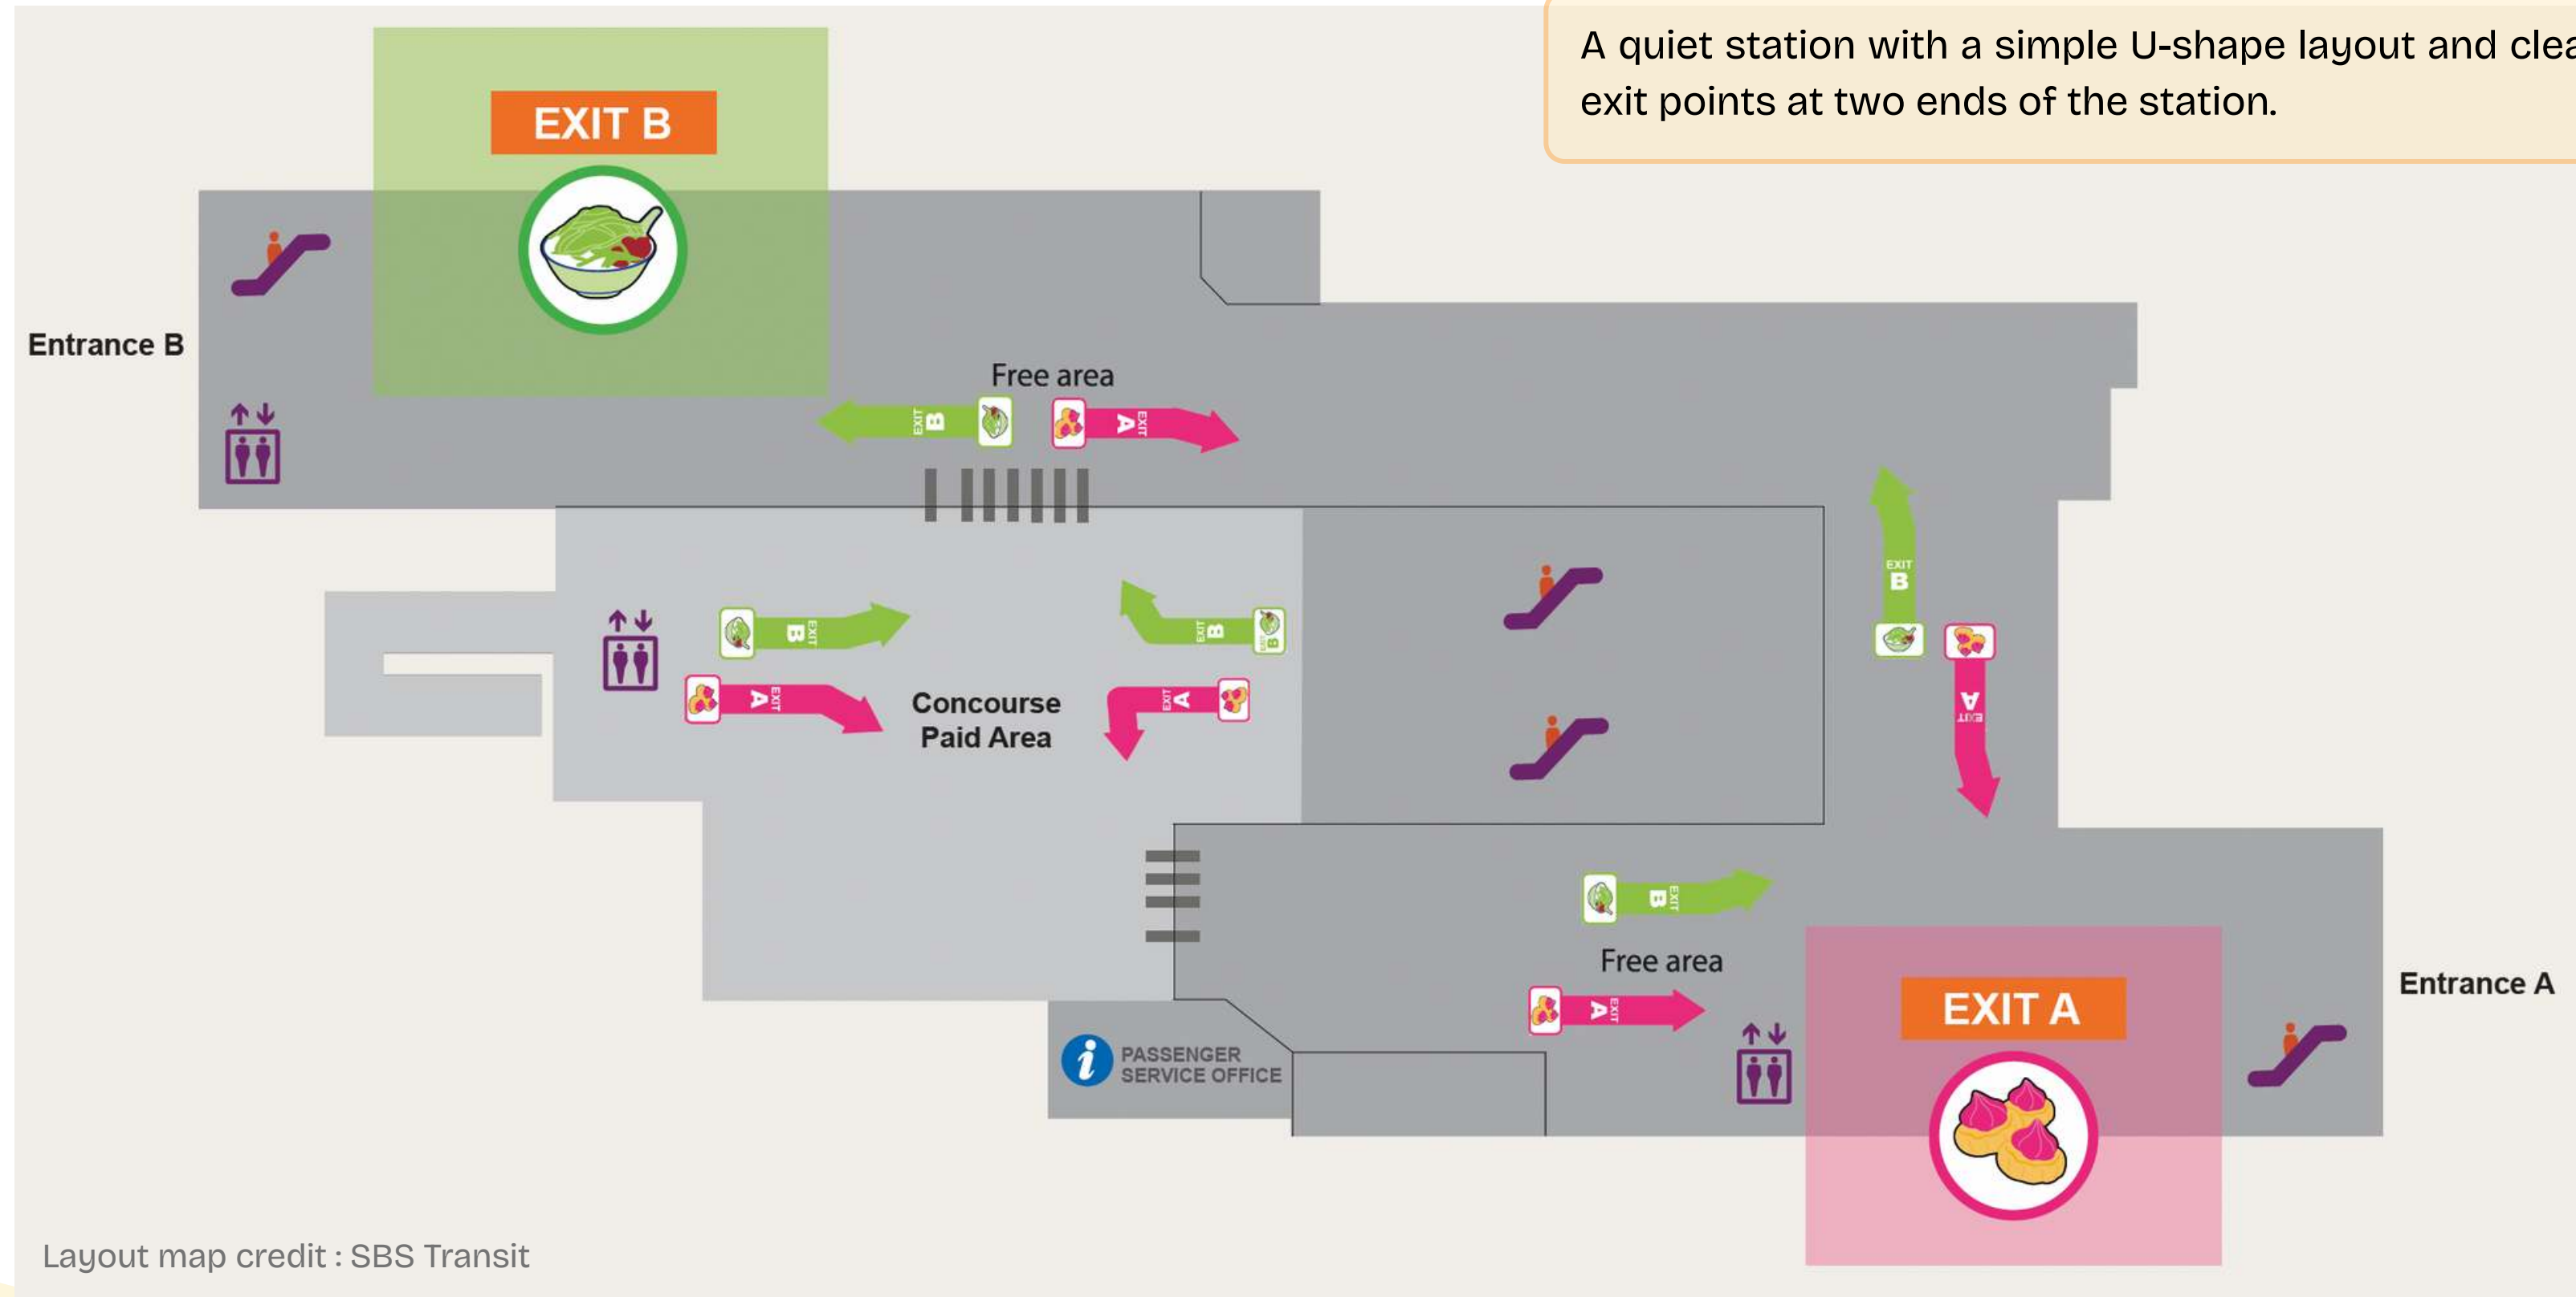 A quiet station with a simple U-shape layout and clea
exit points at two ends of the station.
EXIT B
Entrance B
Free area
EXIT B
EXIT A
EXIT B
EXIT B
EXIT B
EXIT B
EXIT A
EXIT A
Concourse
Paid Area
EXIT A
EXIT B
Free area
EXIT A
EXIT A
Entrance A
PASSENGER
SERVICE OFFICE
Layout map credit : SBS Transit